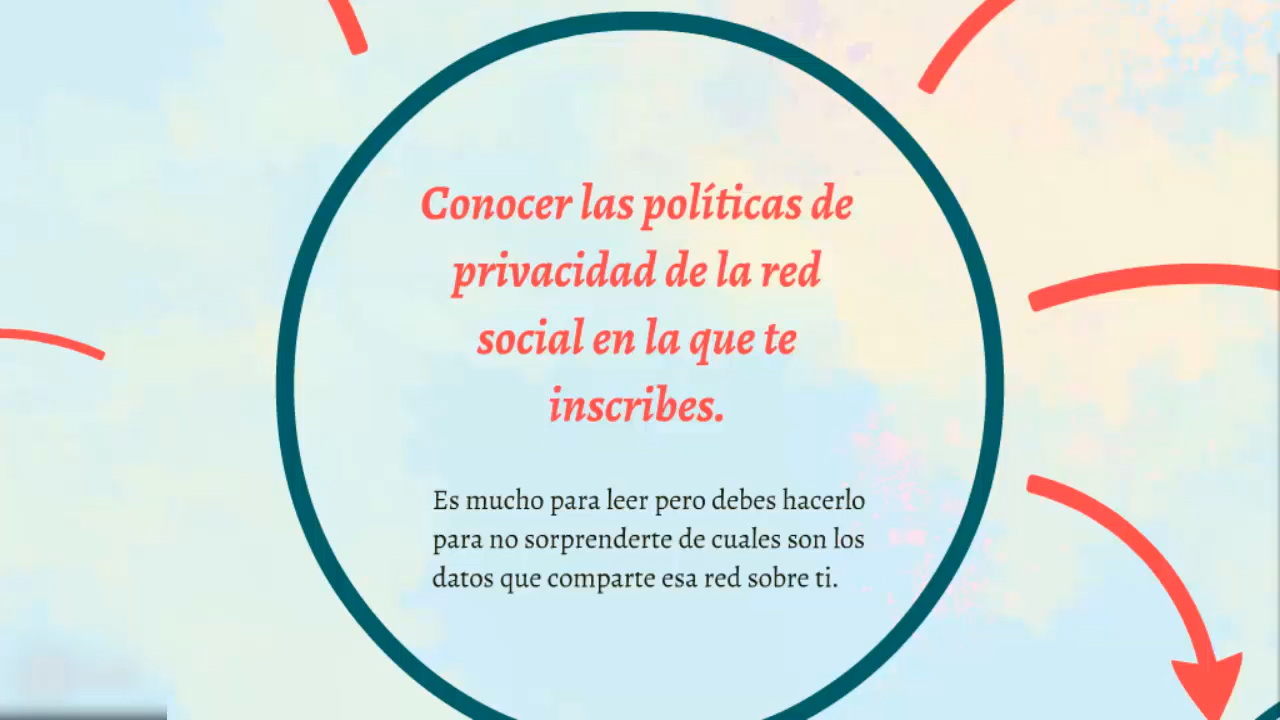 Conocer las políticas de
privacidad de la red
social en la que te
inscribes.
Es mucho para leer pero debes hacerlo
para no sorprenderte de cuales son los
datos que comparte esa red sobre ti.